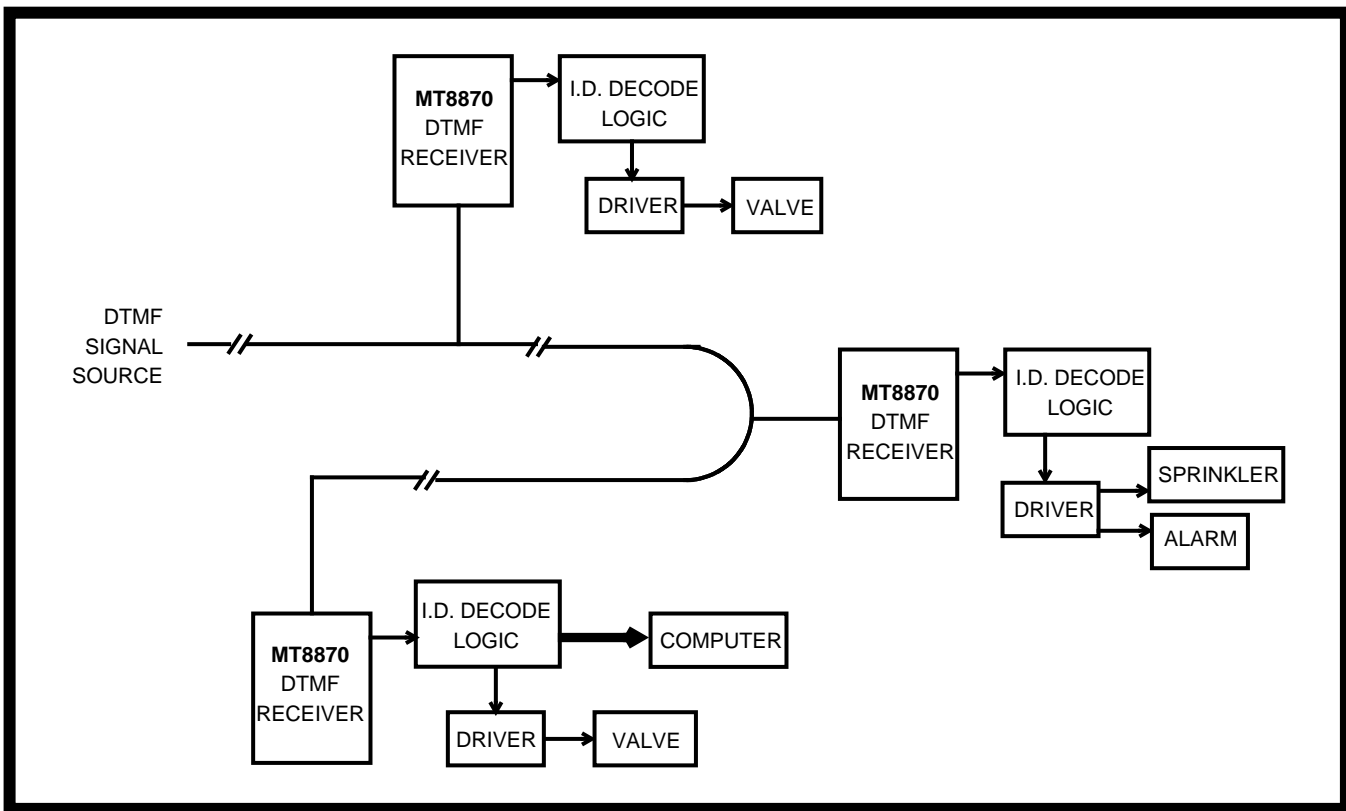 MT8870
DTMF
RECEIVER
I.D. DECODE
LOGIC
DRIVER
VALVE
DTMF
SIGNAL
SOURCE
MT8870
DTMF
RECEIVER
I.D. DECODE
LOGIC
DRIVER
SPRINKLER
ALARM
MT8870
DTMF
RECEIVER
I.D. DECODE
LOGIC
COMPUTER
DRIVER
VALVE